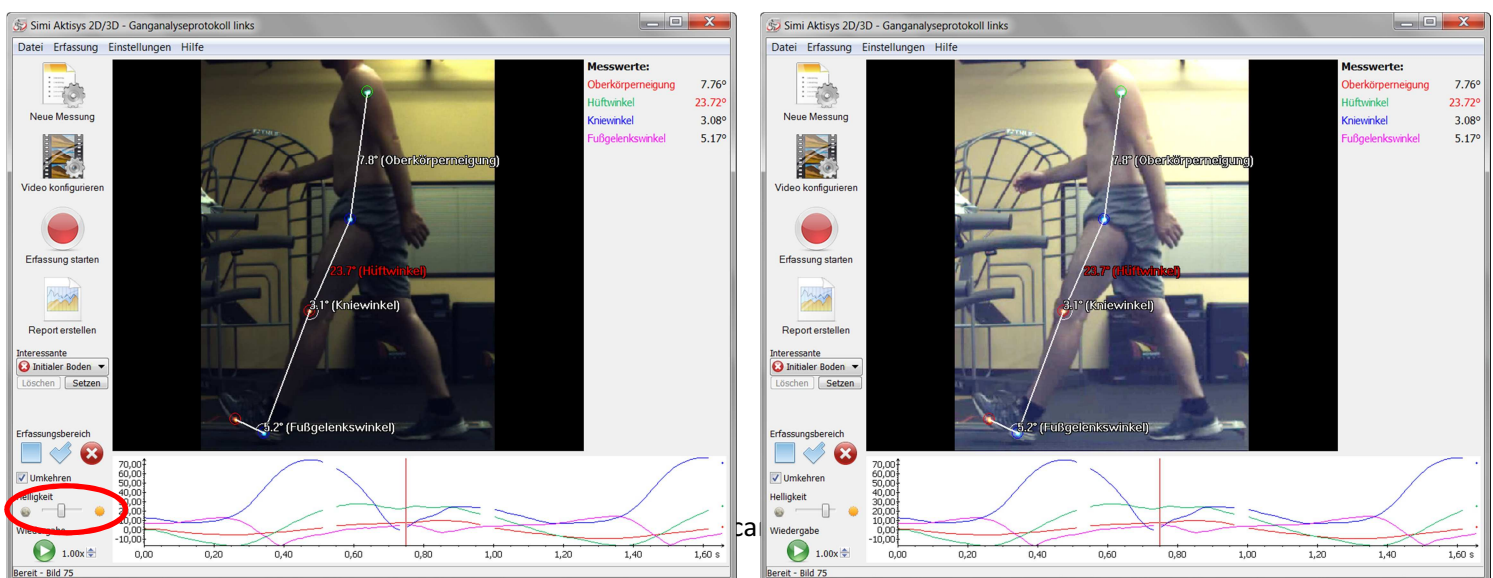 Simi Aktisys 2D/3D - Ganganalyseprotokoll links
Datei Erfassung Einstellungen Hilfe
Neue Messung
Video konfigurieren
Erfassung starten
Report erstellen
Interessante
Initialer Boden
Löschen Setzen
Erfassungsbereich
Umkehren
Helligkeit
Wiedergabe
1.00x
Bereit - Bild 75
7.8° (Oberkörperneigung)
23.7° (Hüftwinkel)
3.1° (Kniewinkel)
5.2° (Fußgelenkswinkel)
Messwerte:
Oberkörperneigung 7.76°
Hüftwinkel 23.72°
Kniewinkel 3.08°
Fußgelenkswinkel 5.17°
70,00
60,00
50,00
40,00
30,00
20,00
10,00
0,00
-10,00
0,00 0,20 0,40 0,60 0,80 1,00 1,20 1,40 1,60 s
Simi Aktisys 2D/3D - Ganganalyseprotokoll links
Datei Erfassung Einstellungen Hilfe
Neue Messung
Video konfigurieren
Erfassung starten
Report erstellen
Interessante
Initialer Boden
Löschen Setzen
Erfassungsbereich
Umkehren
Helligkeit
Wiedergabe
1.00x
Bereit - Bild 75
7.8° (Oberkörperneigung)
23.7° (Hüftwinkel)
3.1° (Kniewinkel)
5.2° (Fußgelenkswinkel)
Messwerte:
Oberkörperneigung 7.76°
Hüftwinkel 23.72°
Kniewinkel 3.08°
Fußgelenkswinkel 5.17°
70,00
60,00
50,00
40,00
30,00
20,00
10,00
0,00
-10,00
0,00 0,20 0,40 0,60 0,80 1,00 1,20 1,40 1,60 s